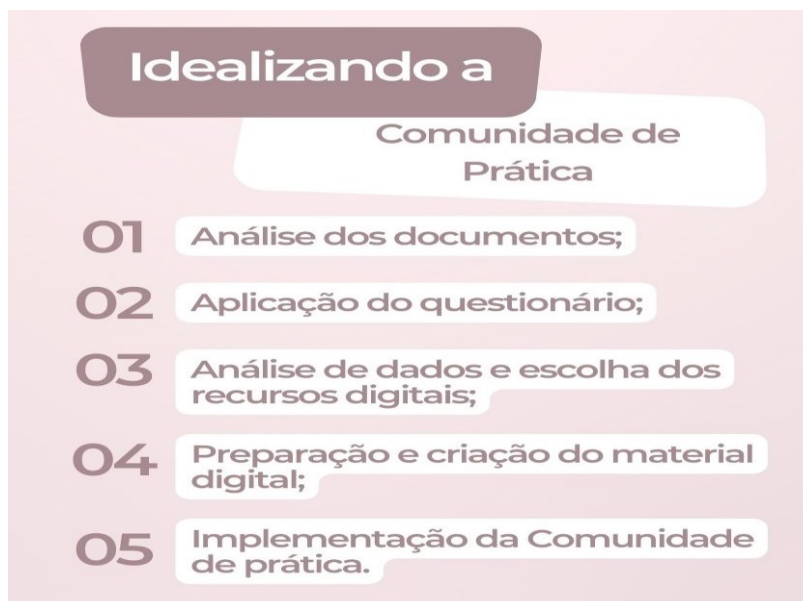 Idealizando a
Comunidade de
Prática
01 Análise dos documentos;
02 Aplicação do questionário;
03 Análise de dados e escolha dos
recursos digitais;
04 Preparação e criação do material
digital;
05 Implementação da Comunidade
de prática.